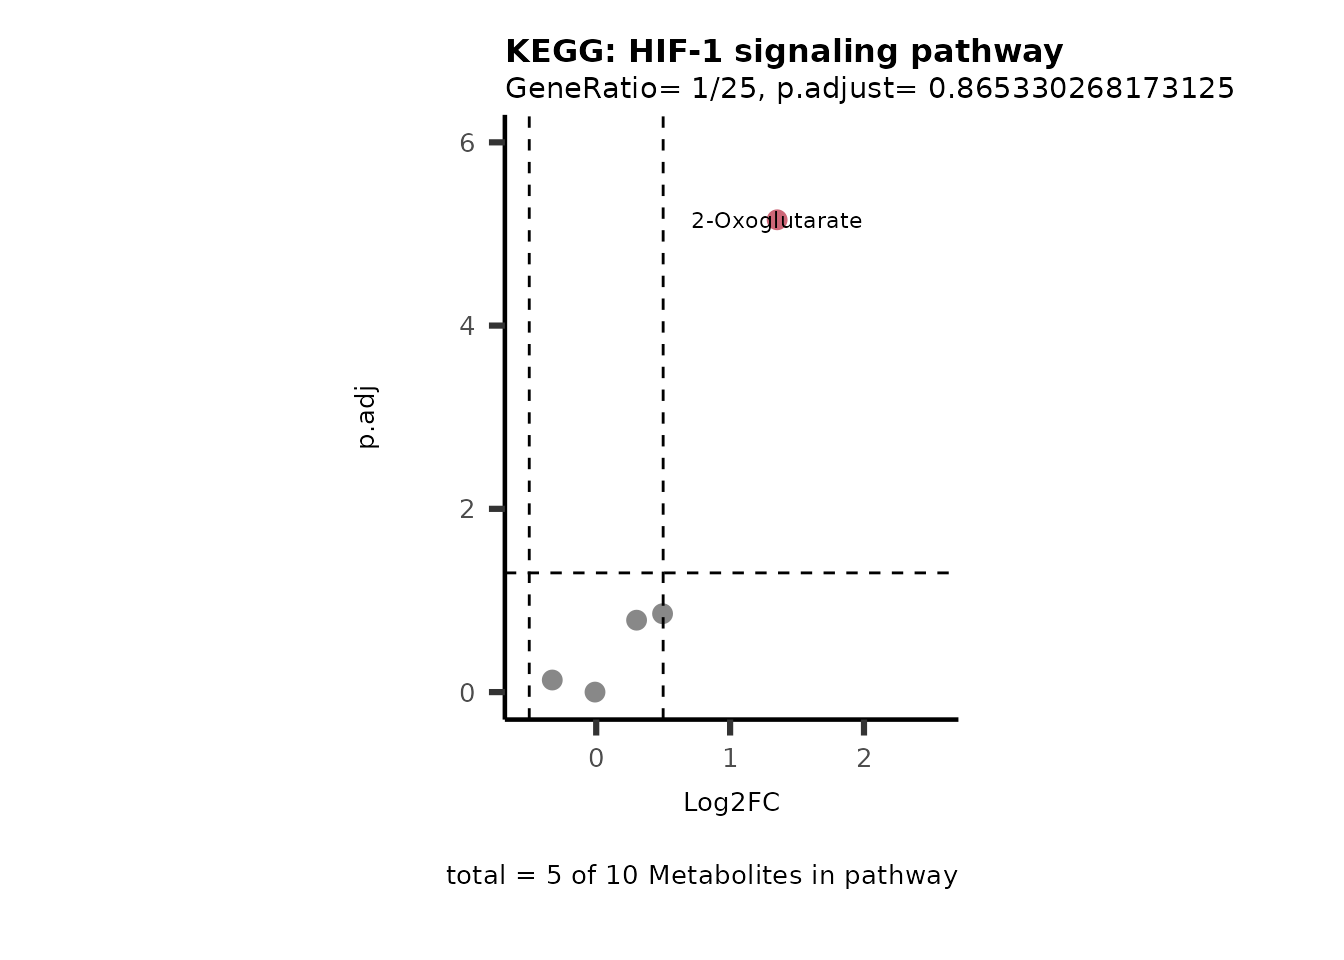 KEGG: HIF-1 signaling pathway
GeneRatio= 1/25, p.adjust= 0.865330268173125
6
2-Oxoglutarate
4
p.adj
2
0
0 1 2
Log2FC
total = 5 of 10 Metabolites in pathway